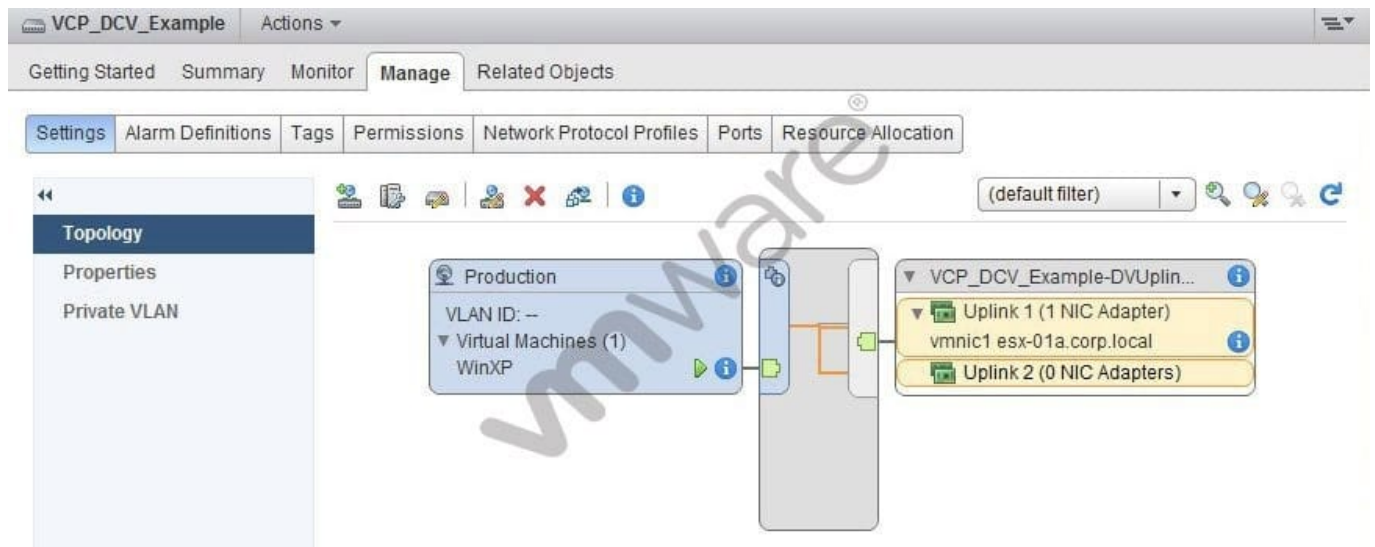 VCP_DCV_Example Actions
Getting Started Summary Monitor Manage Related Objects
Settings Alarm Definitions Tags Permissions Network Protocol Profiles Ports Resource Allocation
(default filter)
Topology
Properties
Private VLAN
Production
VLAN ID: --
Virtual Machines (1)
WinXP
VCP_DCV_Example-DVUplin...
Uplink 1 (1 NIC Adapter)
vmnic1 esx-01a.corp.local
Uplink 2 (0 NIC Adapters)
vmware®